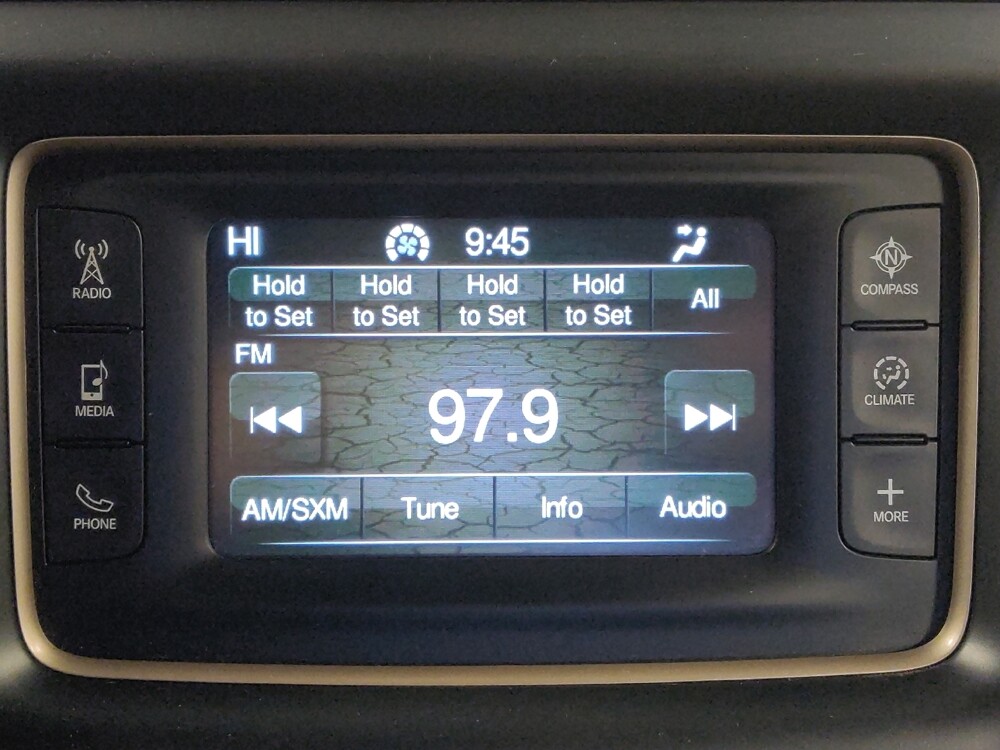 HI 9:45
Hold to Set
Hold to Set
Hold to Set
Hold to Set
All
FM
97.9
AM/SXM Tune Info Audio
RADIO
MEDIA
PHONE
N
COMPASS
CLIMATE
MORE